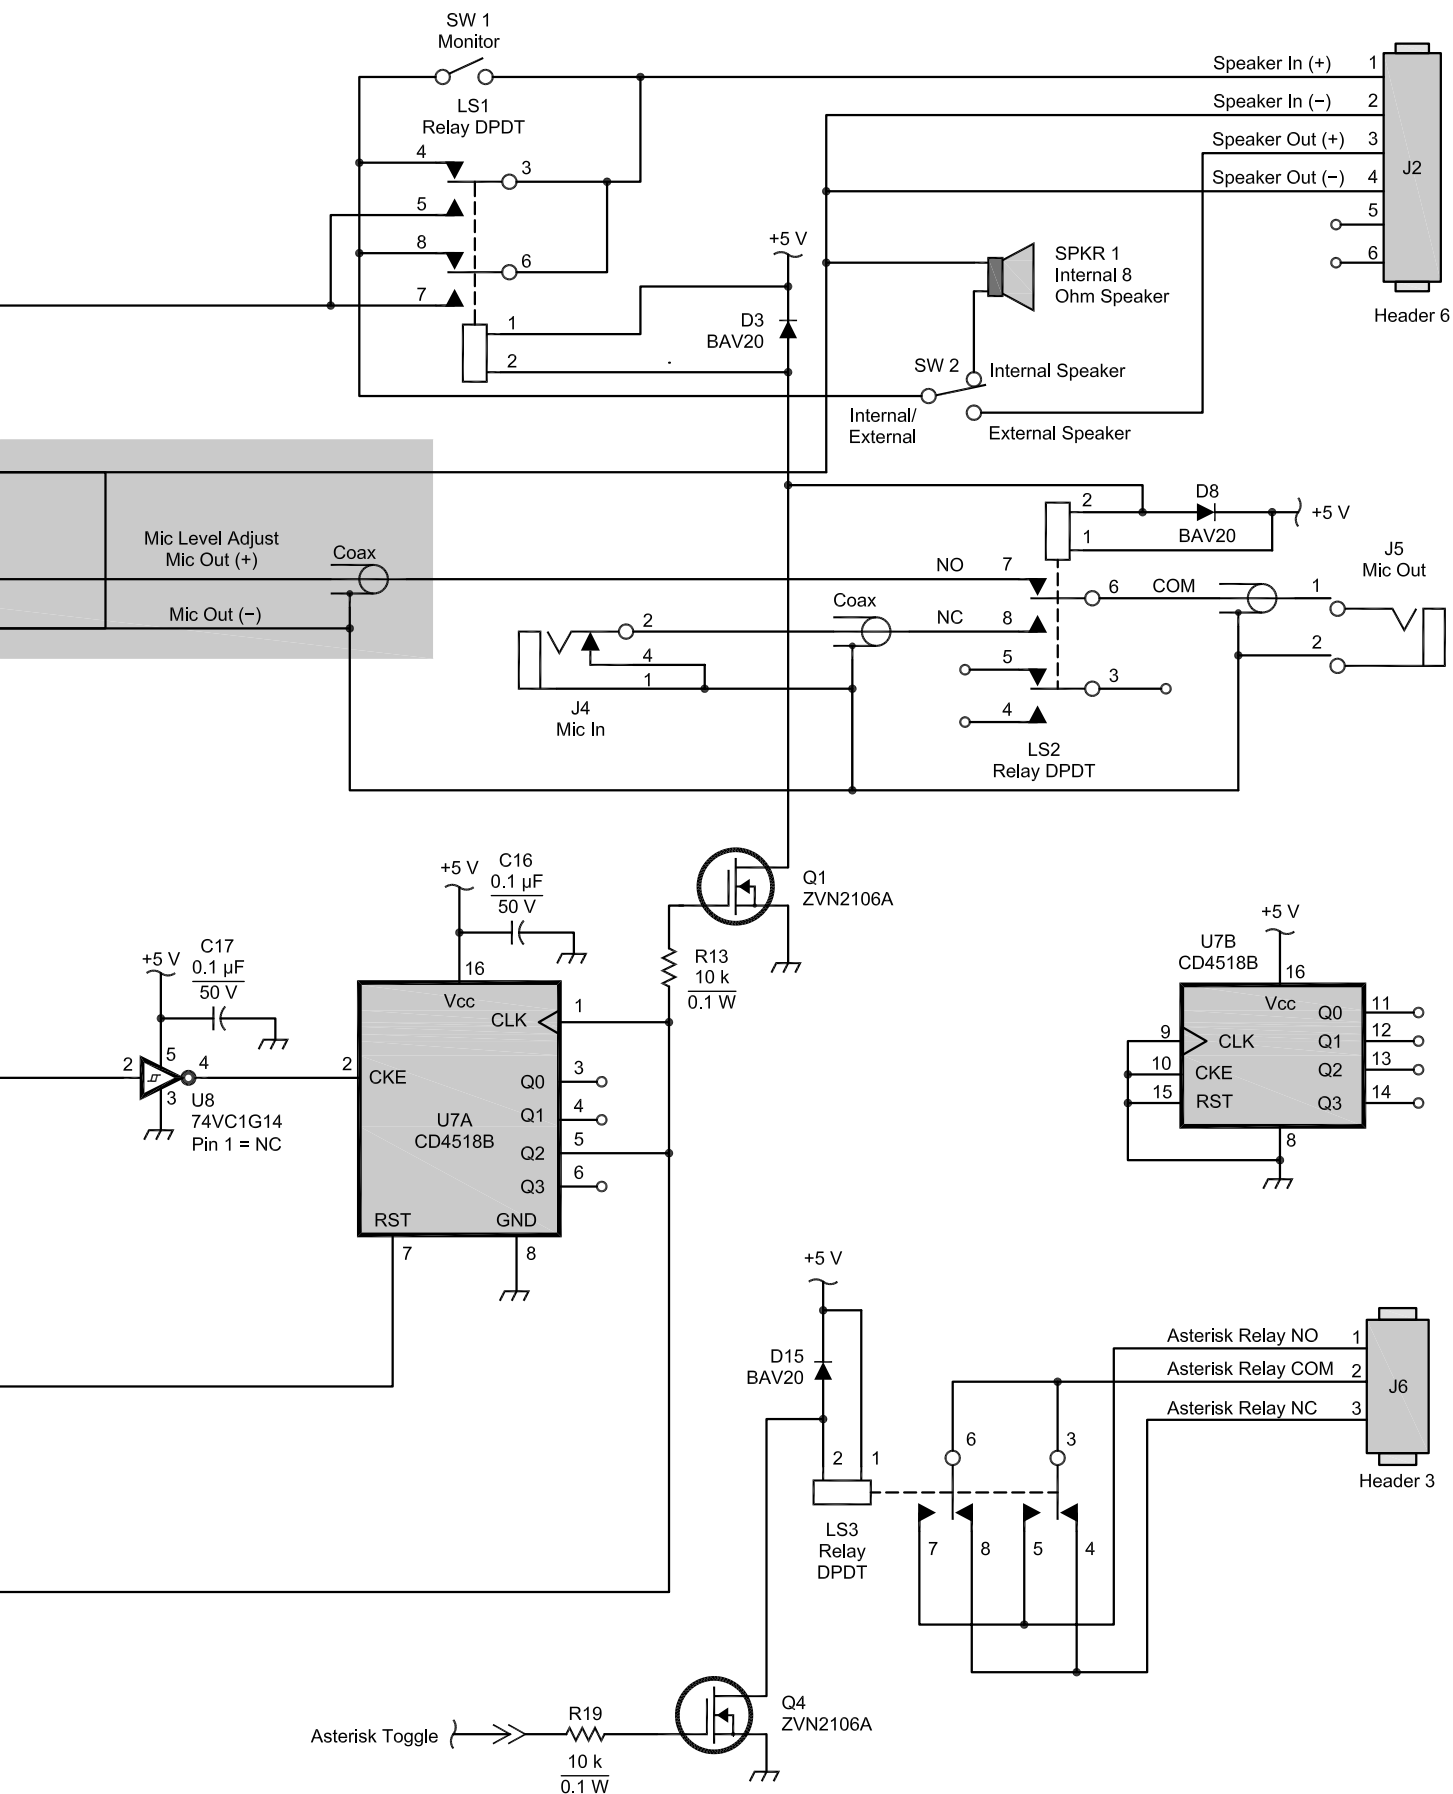 SW 1
Monitor
LS1
Relay DPDT
4
3
5
8
6
7
1
2
+5 V
D3
BAV20
Speaker In (+)
1
Speaker In (−)
2
Speaker Out (+)
3
Speaker Out (−)
4
5
6
J2
Header 6
SPKR 1
Internal 8
Ohm Speaker
SW 2
Internal Speaker
Internal/
External
External Speaker
Mic Level Adjust
Mic Out (+)
Mic Out (−)
Coax
2
1
D8
BAV20
+5 V
NO
7
6
COM
NC
8
5
3
4
LS2
Relay DPDT
Coax
2
4
1
J4
Mic In
J5
Mic Out
1
2
Q1
ZVN2106A
R13
10 k
0.1 W
+5 V
C16
0.1 µF
50 V
+5 V
C17
0.1 µF
50 V
2
5
4
3
U8
74VC1G14
Pin 1 = NC
16
Vcc
CLK
1
2
CKE
U7A
CD4518B
Q0
3
Q1
4
Q2
5
Q3
6
RST
GND
7
8
+5 V
U7B
CD4518B
16
Vcc
9
CLK
10
CKE
15
RST
Q0
11
Q1
12
Q2
13
Q3
14
8
+5 V
D15
BAV20
2
1
LS3
Relay
DPDT
6
3
7
8
5
4
Asterisk Relay NO
1
Asterisk Relay COM
2
Asterisk Relay NC
3
J6
Header 3
Asterisk Toggle
R19
10 k
0.1 W
Q4
ZVN2106A